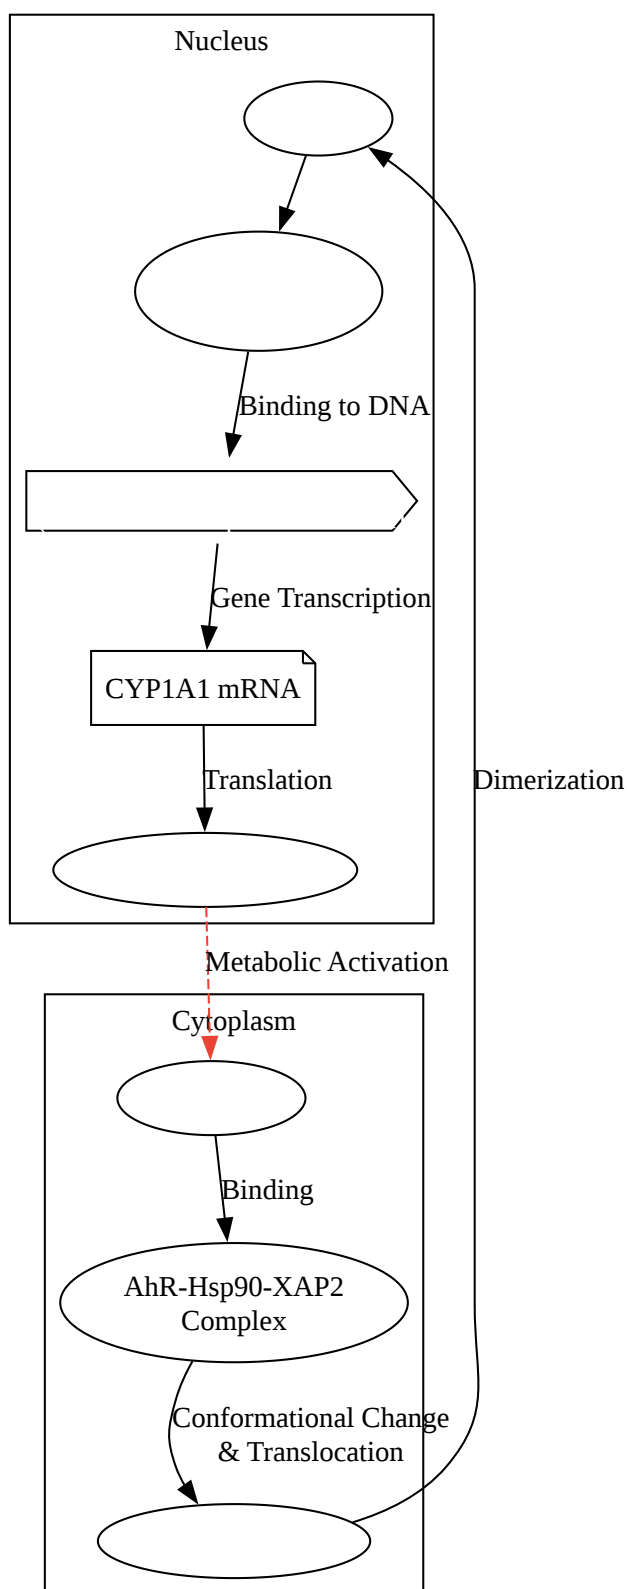 Nucleus
Binding to DNA
Gene Transcription
CYP1A1 mRNA
Translation
Dimerization
Metabolic Activation
Cytoplasm
Binding
AhR-Hsp90-XAP2
Complex
Conformational Change
& Translocation